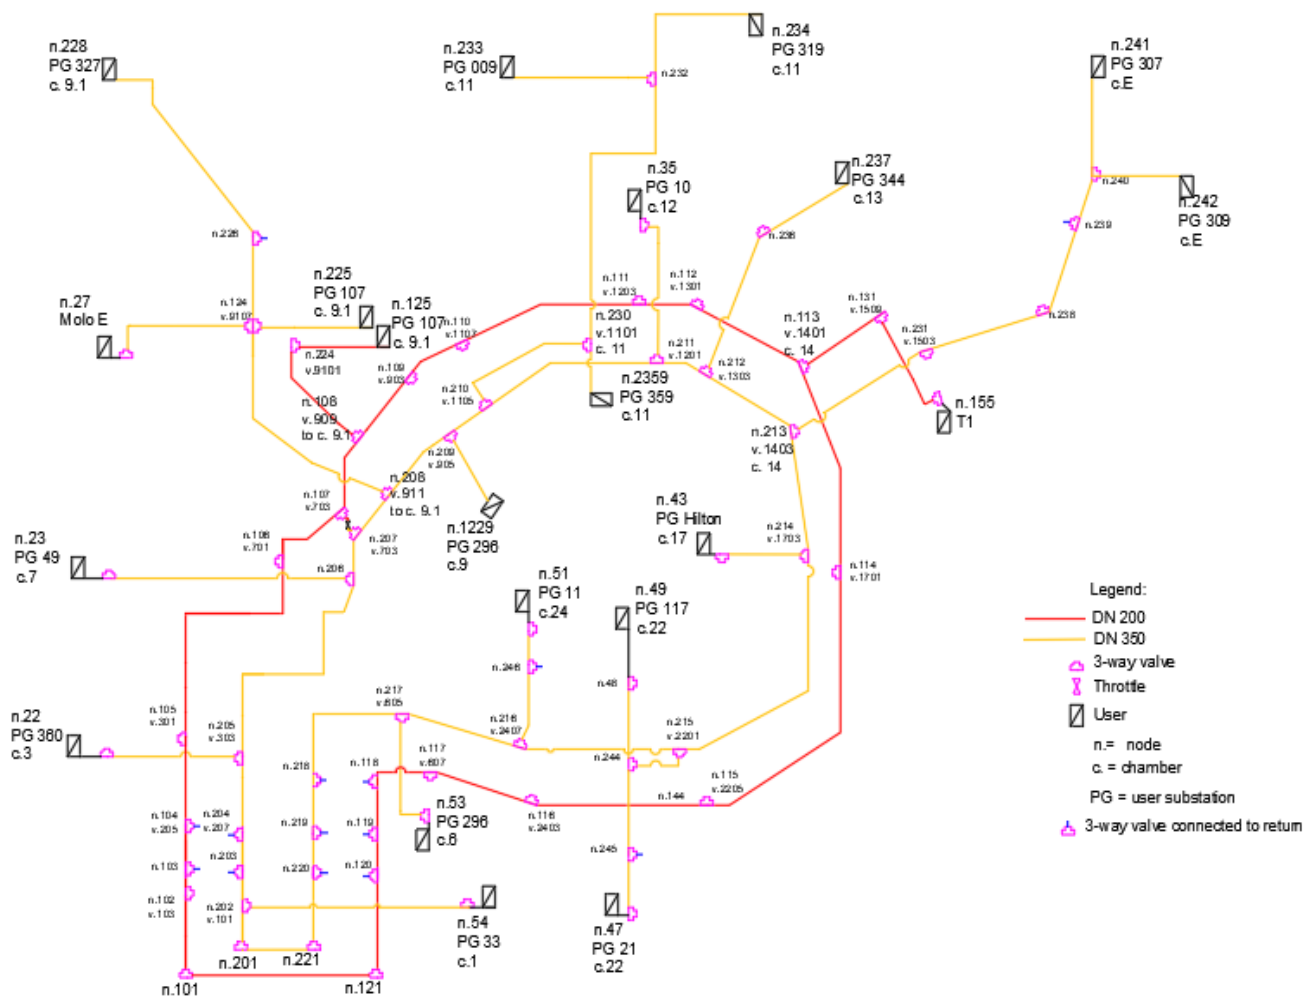 n.228
PG 327
c. 9.1
n.233
PG 009
c.11
n.234
PG 319
c.11
n.232
n.241
PG 307
c.E
n.240
n.242
PG 309
c.E
n.239
n.238
n.35
PG 10
c.12
n.237
PG 344
c.13
n.236
n.226
n.225
PG 107
c. 9.1
n.125
PG 107
c. 9.1
n.27
Molo E
n.124
v.9107
n.224
v.9101
n.110
v.1107
n.111
v.1203
n.112
v.1301
n.230
v.1101
c. 11
n.113
v.1401
c. 14
n.131
v.1509
n.231
v.1503
n.211
v.1201
n.212
v.1303
n.109
v.903
n.210
v.1105
n.2359
PG 359
c.11
n.155
T1
n.108
v.909
to c. 9.1
n.209
v.905
n.213
v.1403
c. 14
n.208
v.911
to c. 9.1
n.107
v.703
n.207
v.703
n.1229
PG 296
c.9
n.43
PG Hilton
c.17
n.214
v.1703
n.114
v.1701
n.23
PG 49
c.7
n.106
v.701
n.206
n.51
PG 11
c.24
n.49
PG 117
c.22
Legend:
DN 200
DN 350
3-way valve
Throttle
User
n.= node
c. = chamber
PG = user substation
3-way valve connected to return
n.246
n.48
n.22
PG 360
c.3
n.105
v.301
n.205
v.303
n.217
v.605
n.216
v.2407
n.215
v.2201
n.117
v.607
n.244
n.218
n.118
n.144
n.115
v.2205
n.116
v.2403
n.53
PG 296
c.6
n.104
v.205
n.204
v.207
n.219
n.119
n.103
n.203
n.220
n.120
n.245
n.102
v.103
n.202
v.101
n.54
PG 33
c.1
n.47
PG 21
c.22
n.201
n.221
n.101
n.121